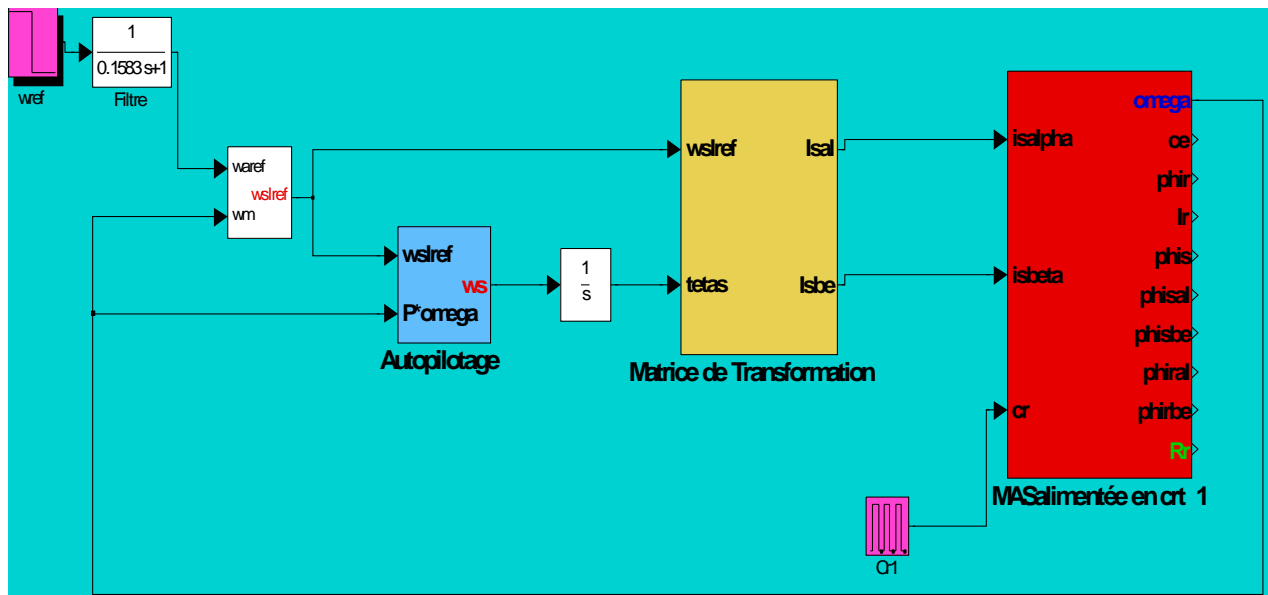 1
0.1583 s+1
wref
Filtre
waref
wslref
wm
wslref
ws
P*omega
Autopilotage
1
s
wslref
Isal
tetas
Isbe
Matrice de Transformation
isalpha
isbeta
cr
omega
ce
phir
Ir
phis
phisal
phisbe
phiral
phirbe
Rr
MASalimentée en crt 1
Cr1